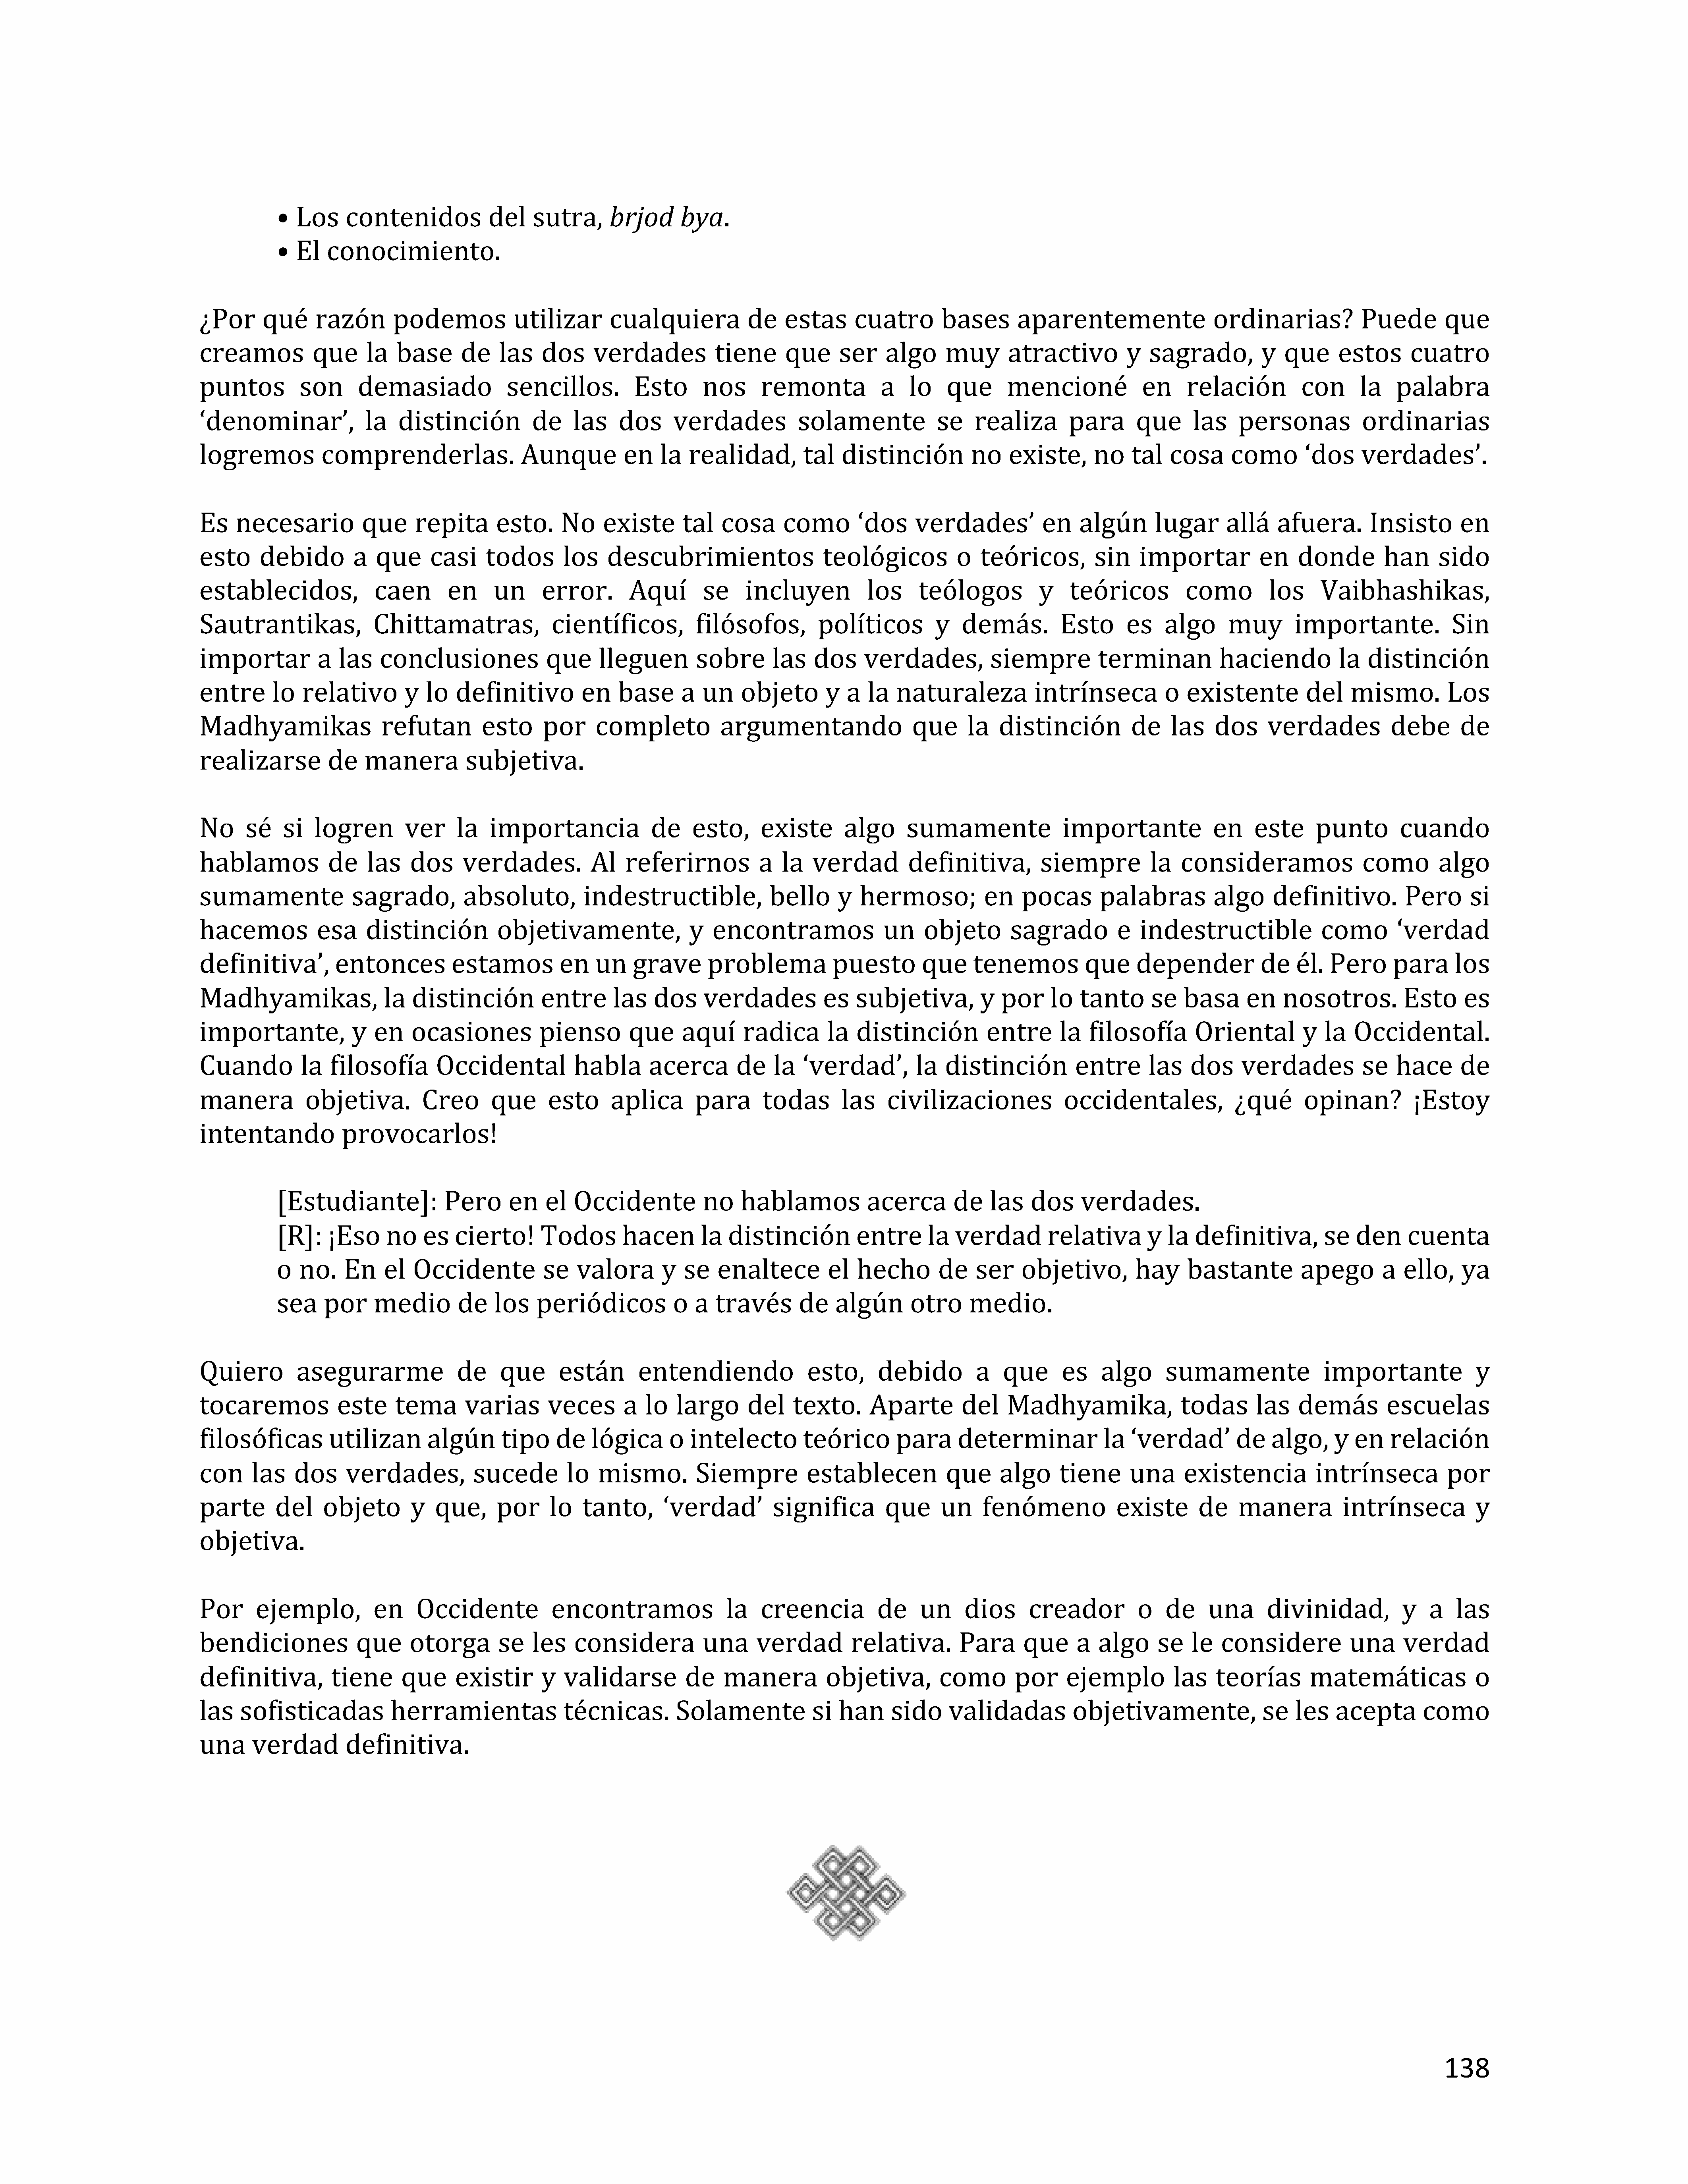 • Los contenidos del sutra, brjod bya.
• El conocimiento.
¿Por qué razón podemos utilizar cualquiera de estas cuatro bases aparentemente ordinarias? Puede que
creamos que la base de las dos verdades tiene que ser algo muy atractivo y sagrado, y que estos cuatro
puntos son demasiado sencillos. Esto nos remonta a lo que mencioné en relación con la palabra
‘denominar’, la distinción de las dos verdades solamente se realiza para que las personas ordinarias
logremos comprenderlas. Aunque en la realidad, tal distinción no existe, no tal cosa como ‘dos verdades’.
Es necesario que repita esto. No existe tal cosa como ‘dos verdades’ en algún lugar allá afuera. Insisto en
esto debido a que casi todos los descubrimientos teológicos o teóricos, sin importar en donde han sido
establecidos, caen en un error. Aquí se incluyen los teólogos y teóricos como los Vaibhashikas,
Sautrantikas, Chittamatras, científicos, filósofos, políticos y demás. Esto es algo muy importante. Sin
importar a las conclusiones que lleguen sobre las dos verdades, siempre terminan haciendo la distinción
entre lo relativo y lo definitivo en base a un objeto y a la naturaleza intrínseca o existente del mismo. Los
Madhyamikas refutan esto por completo argumentando que la distinción de las dos verdades debe de
realizarse de manera subjetiva.
No sé si logren ver la importancia de esto, existe algo sumamente importante en este punto cuando
hablamos de las dos verdades. Al referirnos a la verdad definitiva, siempre la consideramos como algo
sumamente sagrado, absoluto, indestructible, bello y hermoso; en pocas palabras algo definitivo. Pero si
hacemos esa distinción objetivamente, y encontramos un objeto sagrado e indestructible como ‘verdad
definitiva’, entonces estamos en un grave problema puesto que tenemos que depender de él. Pero para los
Madhyamikas, la distinción entre las dos verdades es subjetiva, y por lo tanto se basa en nosotros. Esto es
importante, y en ocasiones pienso que aquí radica la distinción entre la filosofía Oriental y la Occidental.
Cuando la filosofía Occidental habla acerca de la ‘verdad’, la distinción entre las dos verdades se hace de
manera objetiva. Creo que esto aplica para todas las civilizaciones occidentales, ¿qué opinan? ¡Estoy
intentando provocarlos!
[Estudiante]: Pero en el Occidente no hablamos acerca de las dos verdades.
[R]: ¡Eso no es cierto! Todos hacen la distinción entre la verdad relativa y la definitiva, se den cuenta
o no. En el Occidente se valora y se enaltece el hecho de ser objetivo, hay bastante apego a ello, ya
sea por medio de los periódicos o a través de algún otro medio.
Quiero asegurarme de que están entendiendo esto, debido a que es algo sumamente importante y
tocaremos este tema varias veces a lo largo del texto. Aparte del Madhyamika, todas las demás escuelas
filosóficas utilizan algún tipo de lógica o intelecto teórico para determinar la ‘verdad’ de algo, y en relación
con las dos verdades, sucede lo mismo. Siempre establecen que algo tiene una existencia intrínseca por
parte del objeto y que, por lo tanto, ‘verdad’ significa que un fenómeno existe de manera intrínseca y
objetiva.
Por ejemplo, en Occidente encontramos la creencia de un dios creador o de una divinidad, y a las
bendiciones que otorga se les considera una verdad relativa. Para que a algo se le considere una verdad
definitiva, tiene que existir y validarse de manera objetiva, como por ejemplo las teorías matemáticas o
las sofisticadas herramientas técnicas. Solamente si han sido validadas objetivamente, se les acepta como
una verdad definitiva.
138